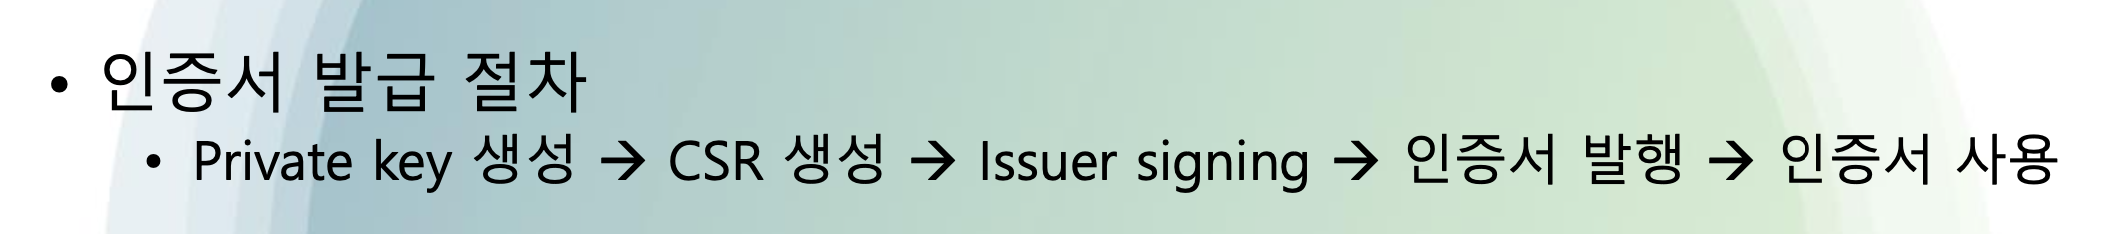 • 인증서 발급 절차
• Private key 생성 → CSR 생성 → Issuer signing → 인증서 발행 → 인증서 사용